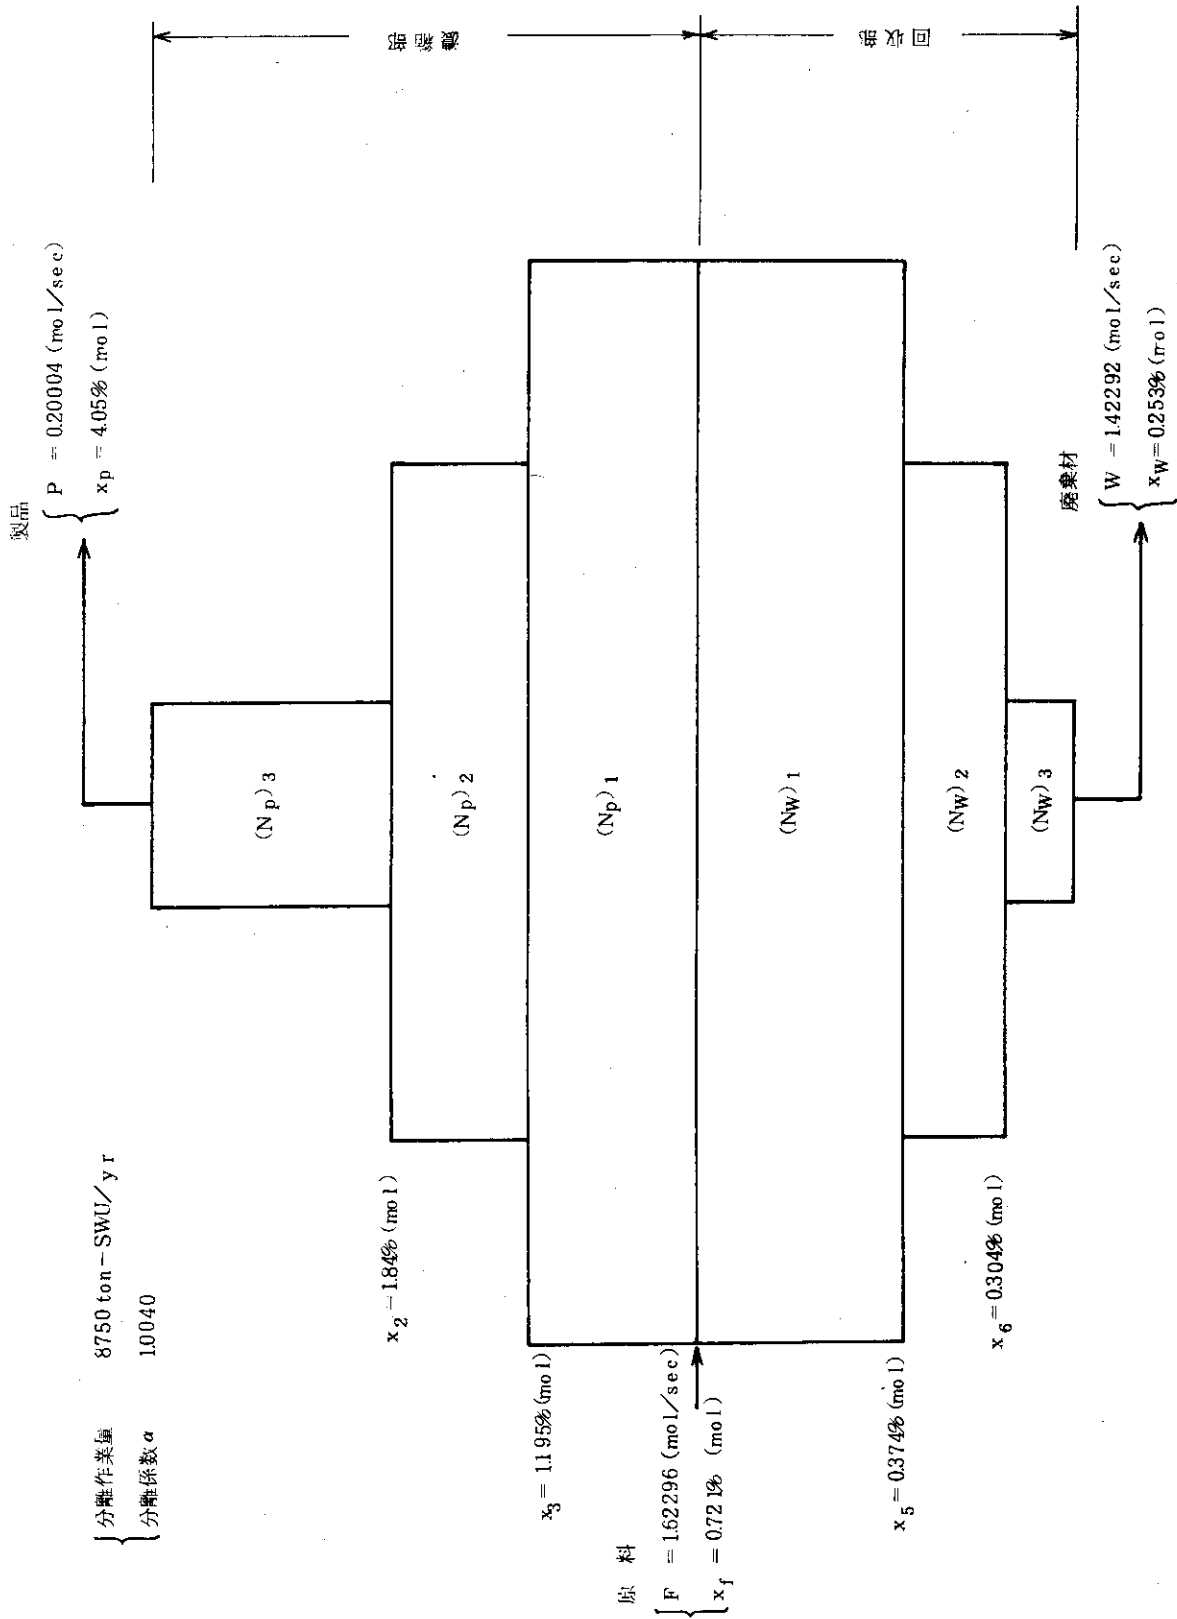 分離作業量 8750 ton-SWU/yr
分離係数α 1.0040
製品
P = 0.20004 (mol/sec)
xp = 4.05% (mol)
濃縮部
回収部
(Np)3
(Np)2
(Np)1
(Nw)1
(Nw)2
(Nw)3
x2 = 1.84% (mol)
x3 = 1.195% (mol)
原料
F = 1.62296 (mol/sec)
xf = 0.721% (mol)
x5 = 0.374% (mol)
x6 = 0.304% (mol)
廃棄材
W = 1.42292 (mol/sec)
xW = 0.253% (mol)